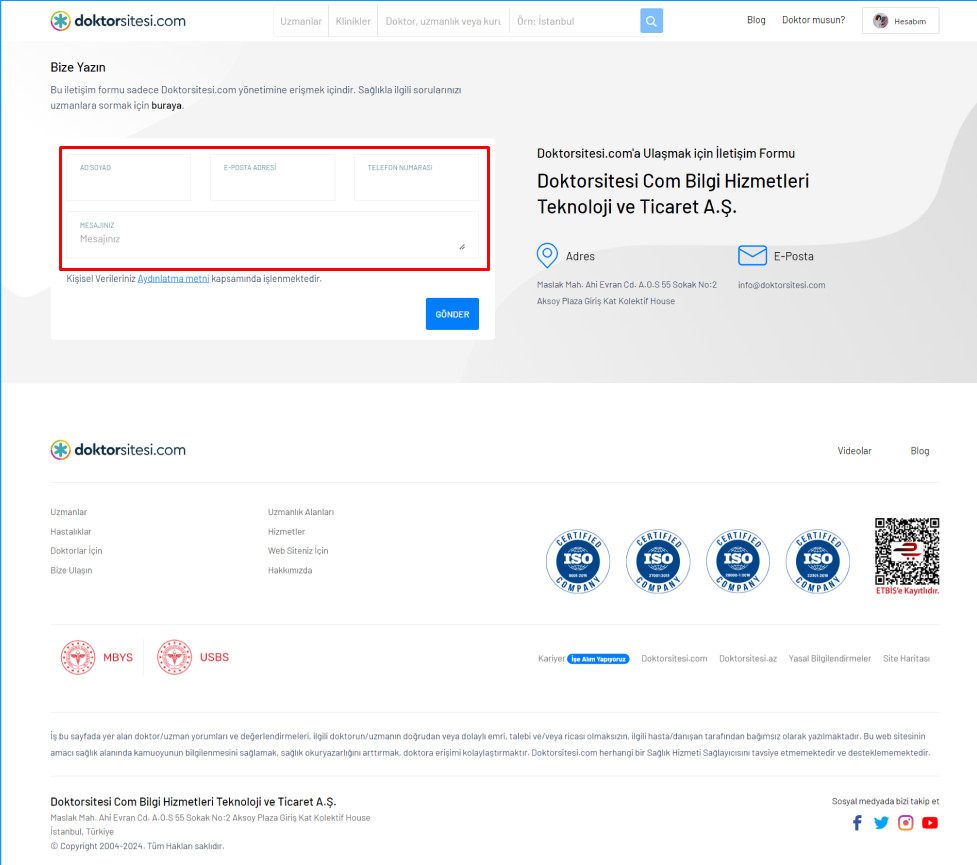 doktorsitesi.com
Uzmanlar
Klinikler
Doktor, uzmanlık veya kuru
Örn: İstanbul
Blog
Doktor musun?
Hesabım
Bize Yazın
Bu iletişim formu sadece Doktorsitesi.com yönetimine erişmek içindir. Sağlıkla ilgili sorularınızı
uzmanlara sormak için buraya.
AD SOYAD
E-POSTA ADRESİ
TELEFON NUMARASI
MESAJINIZ
Mesajınız
Kişisel Verileriniz Aydınlatma metni kapsamında işlenmektedir.
GÖNDER
Doktorsitesi.com'a Ulaşmak için İletişim Formu
Doktorsitesi Com Bilgi Hizmetleri
Teknoloji ve Ticaret A.Ş.
Adres
Maslak Mah. Ahi Evran Cd. A.O.S 55 Sokak No:2
Aksoy Plaza Giriş Kat Kolektif House
E-Posta
info@doktorsitesi.com
doktorsitesi.com
Videolar
Blog
Uzmanlar
Hastalıklar
Doktorlar İçin
Bize Ulaşın
Uzmanlık Alanları
Hizmetler
Web Siteniz İçin
Hakkımızda
CERTIFIED ISO COMPANY
CERTIFIED ISO COMPANY
CERTIFIED ISO COMPANY
CERTIFIED ISO COMPANY
ETBİS'e Kayıtlıdır.
MBYS
USBS
Kariyer İşe Alım Yapıyoruz
Doktorsitesi.com
Doktorsitesi.az
Yasal Bilgilendirmeler
Site Haritası
İş bu sayfada yer alan doktor/uzman yorumları ve değerlendirmeleri, ilgili doktorun/uzmanın doğrudan veya dolaylı emri, talebi ve/veya ricası olmaksızın, ilgili hasta/danışan tarafından bağımsız olarak yazılmaktadır. Bu web sitesinin
amacı sağlık alanında kamuoyunun bilgilenmesini sağlamak, sağlık okuryazarlığını arttırmak, doktora erişimi kolaylaştırmaktır. Doktorsitesi.com herhangi bir Sağlık Hizmeti Sağlayıcısını tavsiye etmemektedir ve desteklememektedir.
Doktorsitesi Com Bilgi Hizmetleri Teknoloji ve Ticaret A.Ş.
Maslak Mah. Ahi Evran Cd. A.O.S 55 Sokak No:2 Aksoy Plaza Giriş Kat Kolektif House
İstanbul, Türkiye
© Copyright 2004-2024. Tüm Hakları saklıdır.
Sosyal medyada bizi takip et